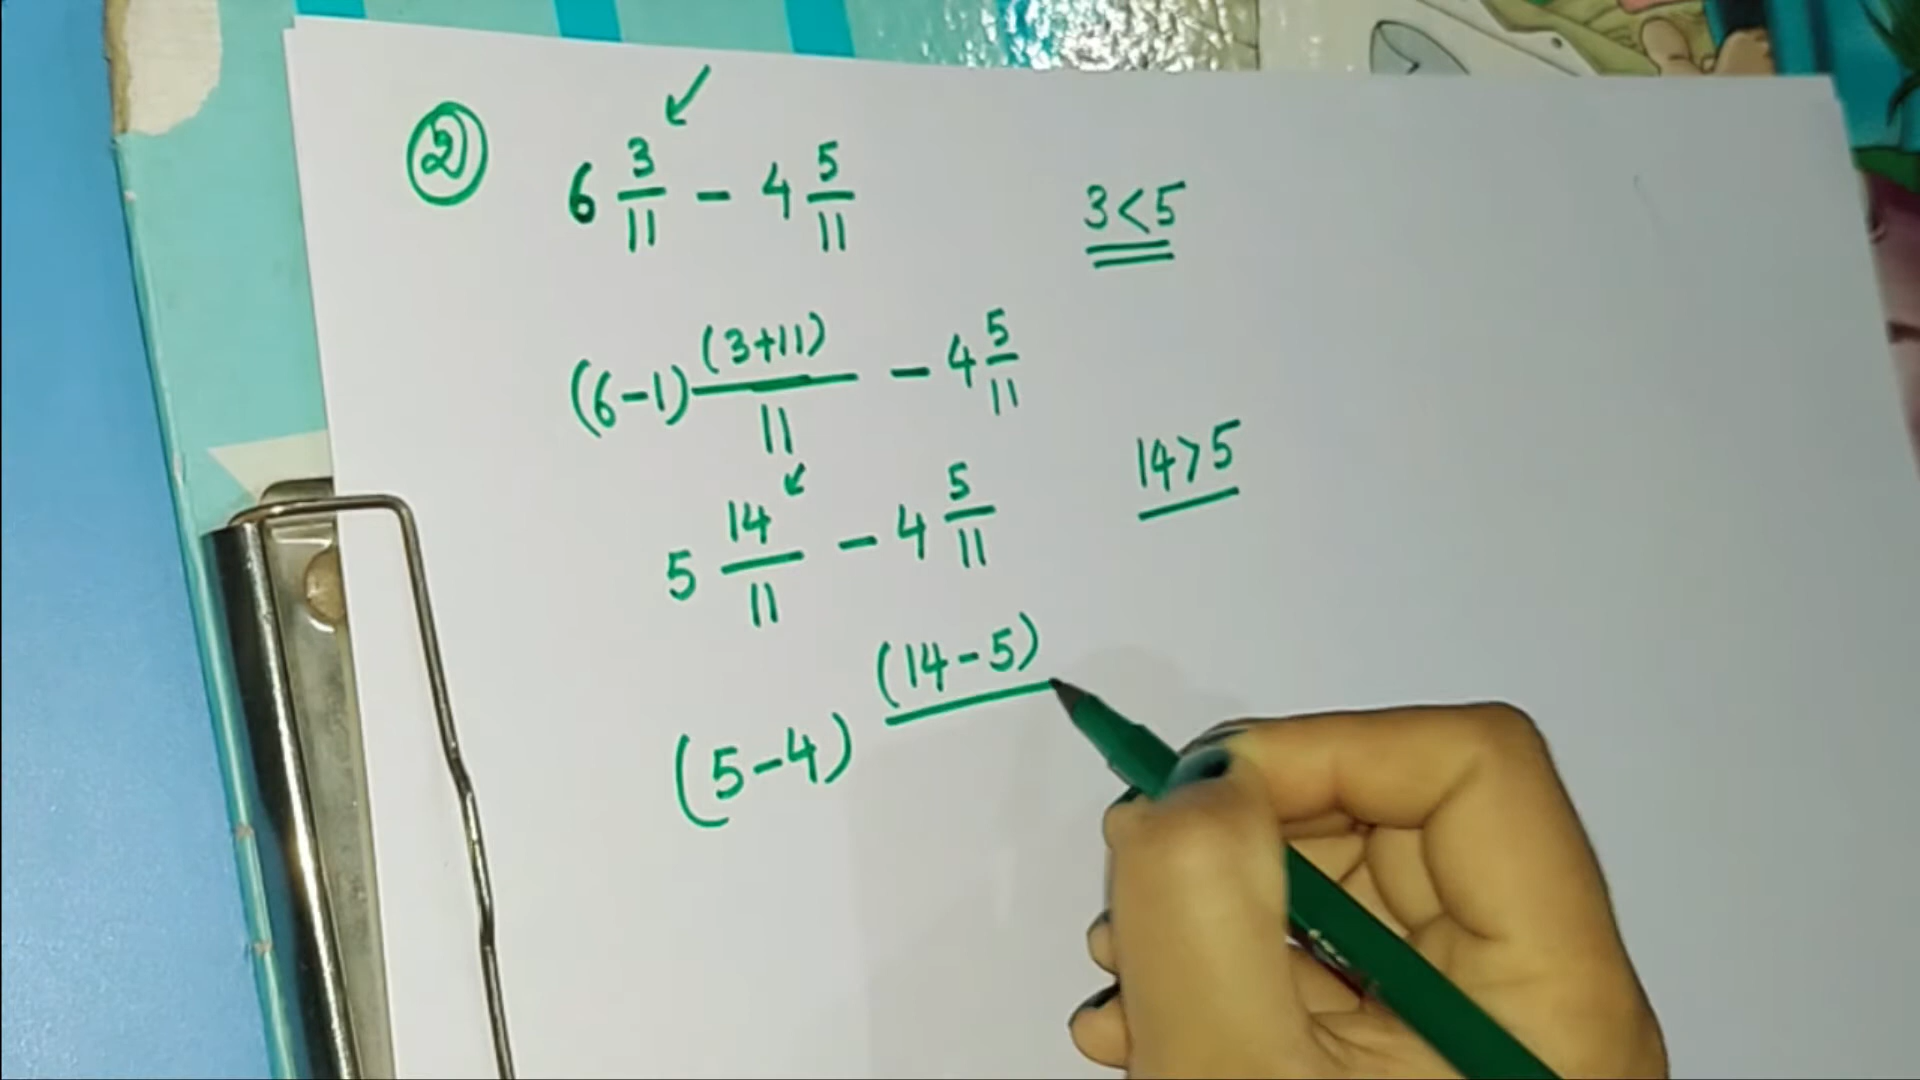 ② 6 3/11 - 4 5/11 3<5
(6-1) (3+11)/11 - 4 5/11
5 14/11 - 4 5/11 14>5
(5-4) (14-5)